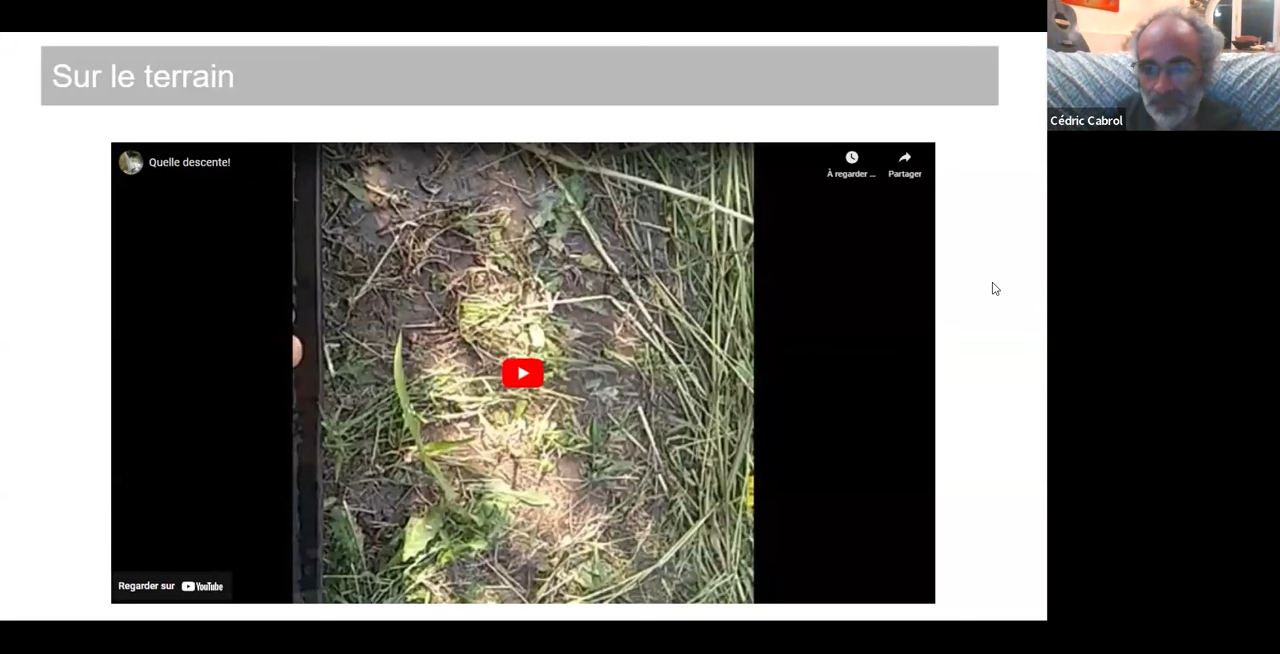 Sur le terrain
Cédric Cabrol
Quelle descente!
À regarder ...
Partager
Regarder sur YouTube